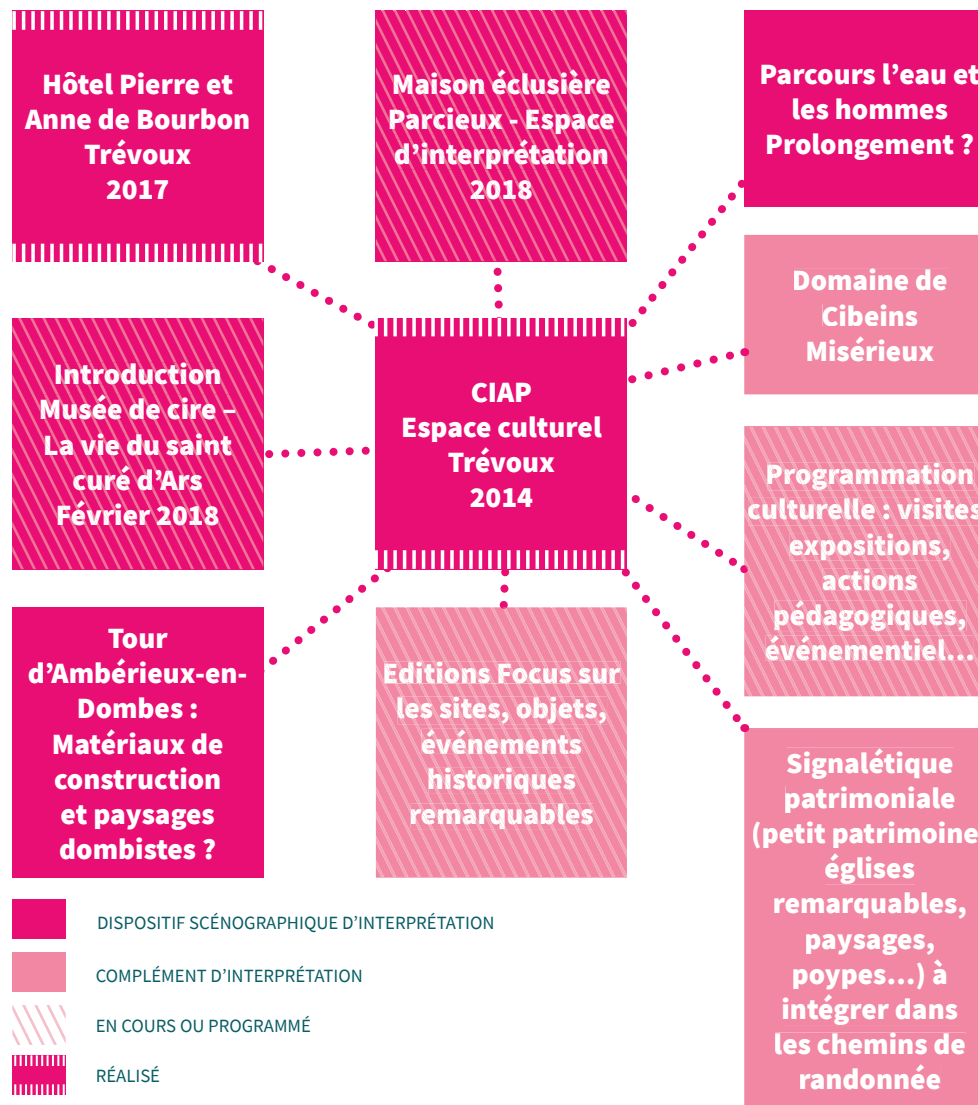 Hôtel Pierre et
Anne de Bourbon
Trévoux
2017
Maison éclusière
Parcieux - Espace
d’interprétation
2018
Parcours l’eau et
les hommes
Prolongement ?
Domaine de
Cibeins
Misérieux
Introduction
Musée de cire –
La vie du saint
curé d’Ars
Février 2018
CIAP
Espace culturel
Trévoux
2014
Programmation
culturelle : visites
expositions,
actions
pédagogiques,
événementiel...
Tour
d’Ambérieux-en-
Dombes :
Matériaux de
construction
et paysages
dombistes ?
Editions Focus sur
les sites, objets,
événements
historiques
remarquables
Signalétique
patrimoniale
(petit patrimoine
églises
remarquables,
paysages,
poypes...) à
intégrer dans
les chemins de
randonnée
DISPOSITIF SCÉNOGRAPHIQUE D’INTERPRÉTATION
COMPLÉMENT D’INTERPRÉTATION
EN COURS OU PROGRAMMÉ
RÉALISÉ